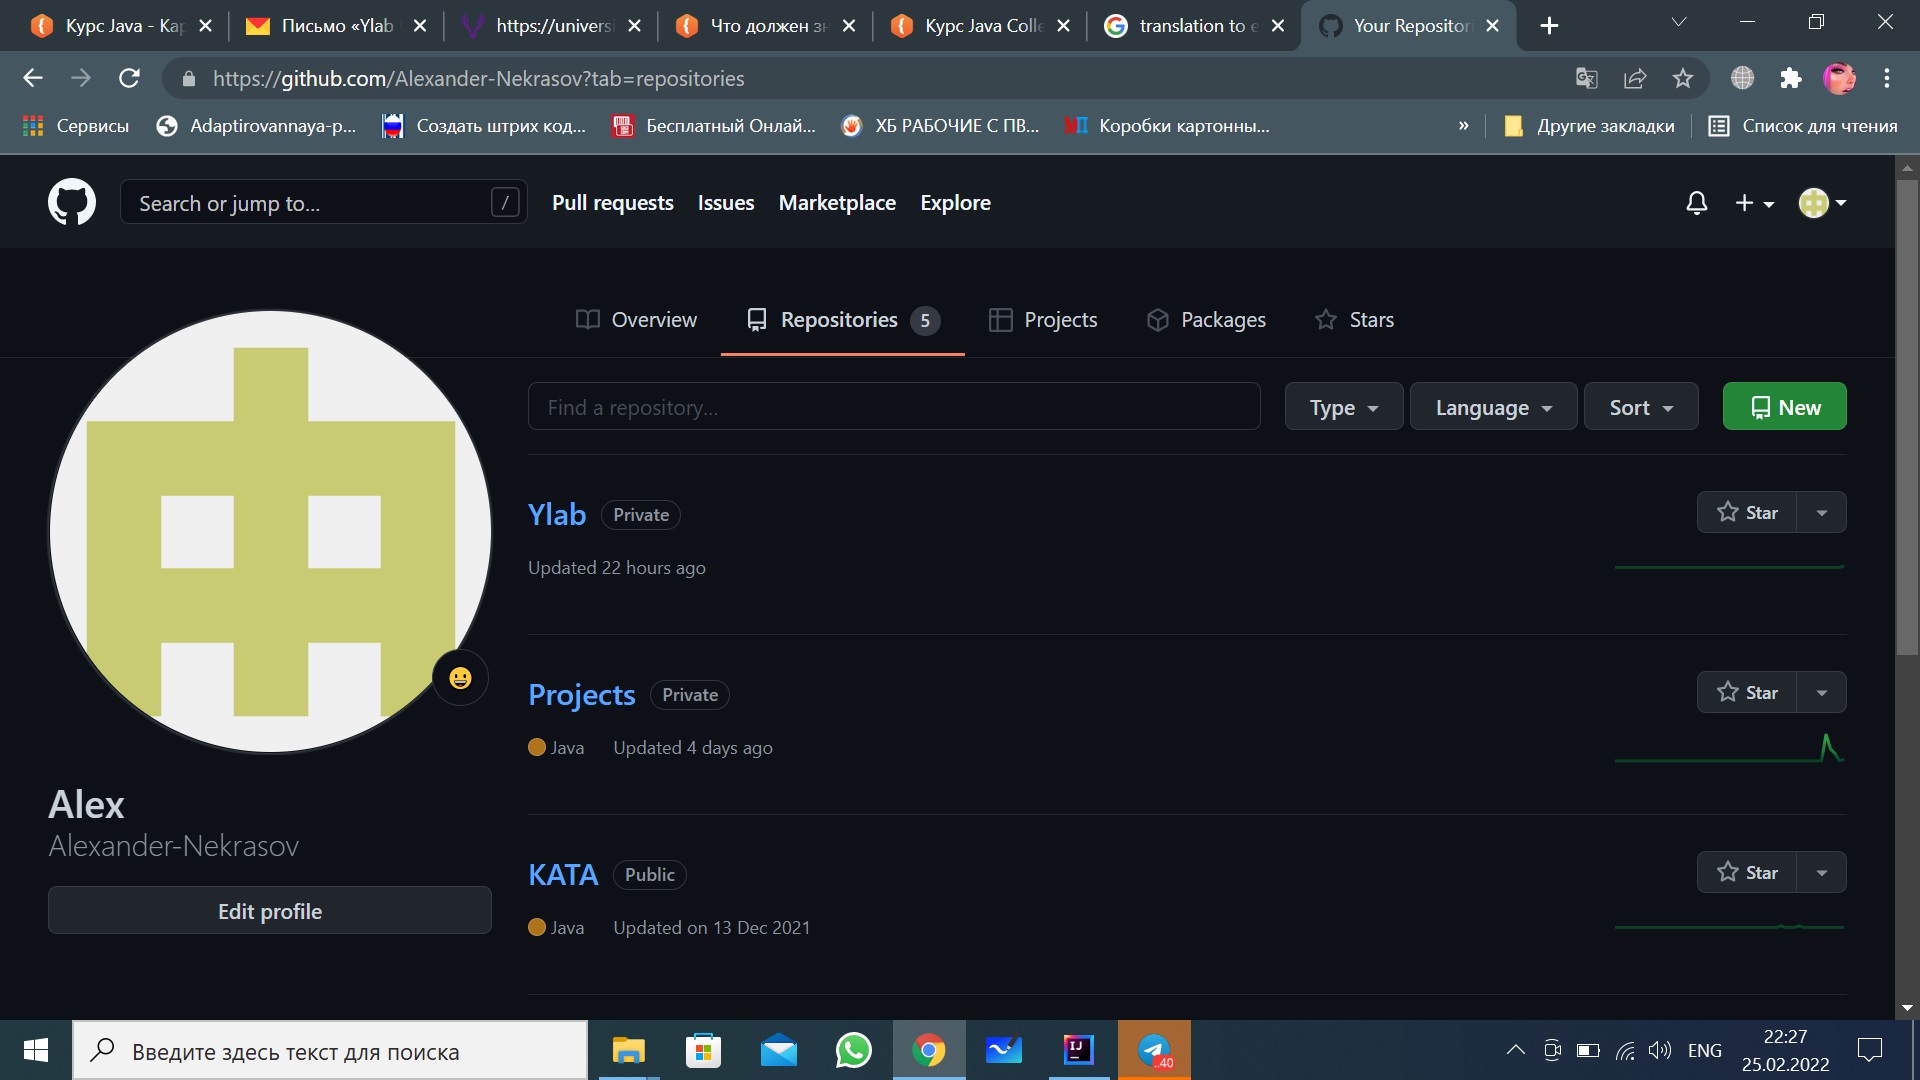 Курс Java - Кар
Письмо «Ylab
https://universi
Что должен зн
Курс Java Colle
translation to e
Your Repositori
https://github.com/Alexander-Nekrasov?tab=repositories
Сервисы
Adaptirovannaya-p...
Создать штрих код...
Бесплатный Онлай...
ХБ РАБОЧИЕ С ПВ...
Коробки картонны...
»
Другие закладки
Список для чтения
Search or jump to...
/
Pull requests
Issues
Marketplace
Explore
Overview
Repositories 5
Projects
Packages
Stars
Find a repository...
Type
Language
Sort
New
Ylab Private
Star
Updated 22 hours ago
Projects Private
Star
Java Updated 4 days ago
Alex
Alexander-Nekrasov
Edit profile
KATA Public
Star
Java Updated on 13 Dec 2021
Введите здесь текст для поиска
IJ
..40
ENG
22:27
25.02.2022